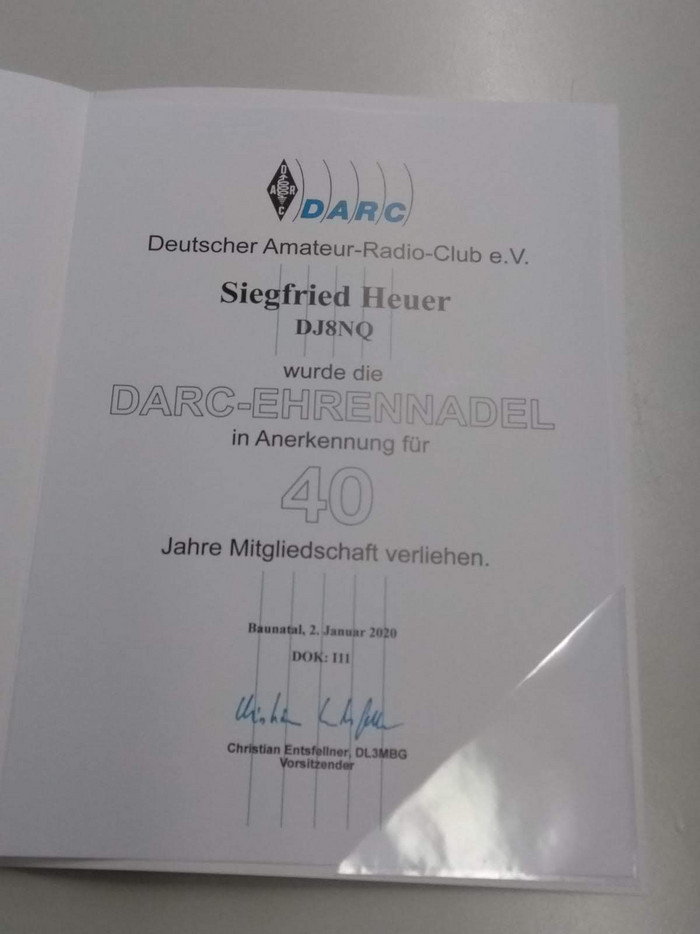 D
A R
C
DARC
Deutscher Amateur-Radio-Club e.V.
Siegfried Heuer
DJ8NQ
wurde die
DARC-EHRENNADEL
in Anerkennung für
40
Jahre Mitgliedschaft verliehen.
Baunatal, 2. Januar 2020
DOK: I11
Christian Entsfellner, DL3MBG
Vorsitzender